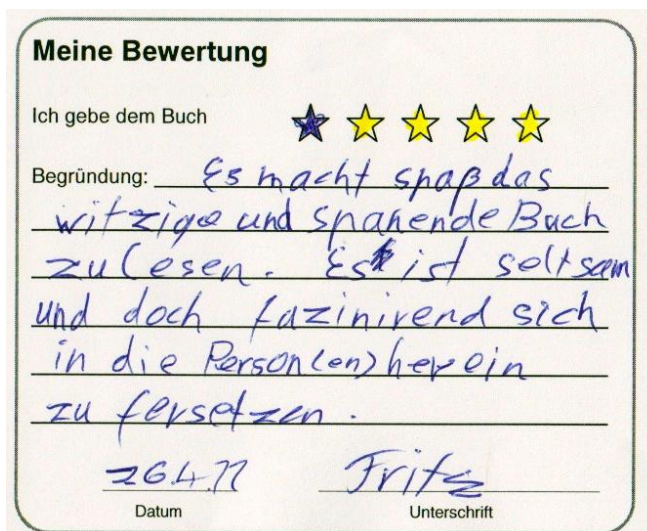 Meine Bewertung
Ich gebe dem Buch
Begründung: Es macht spaß das
witzige und spanende Buch
zu lesen. Es ist seltsam
und doch fazinirend sich
in die Person(en) herein
zu fersetzen.
26.4.11 Fritz
Datum Unterschrift